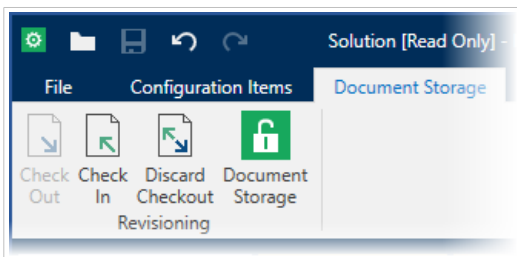 Solution [Read Only] -
File Configuration Items Document Storage
Check Check Discard Document
Out In Checkout Storage
Revisioning